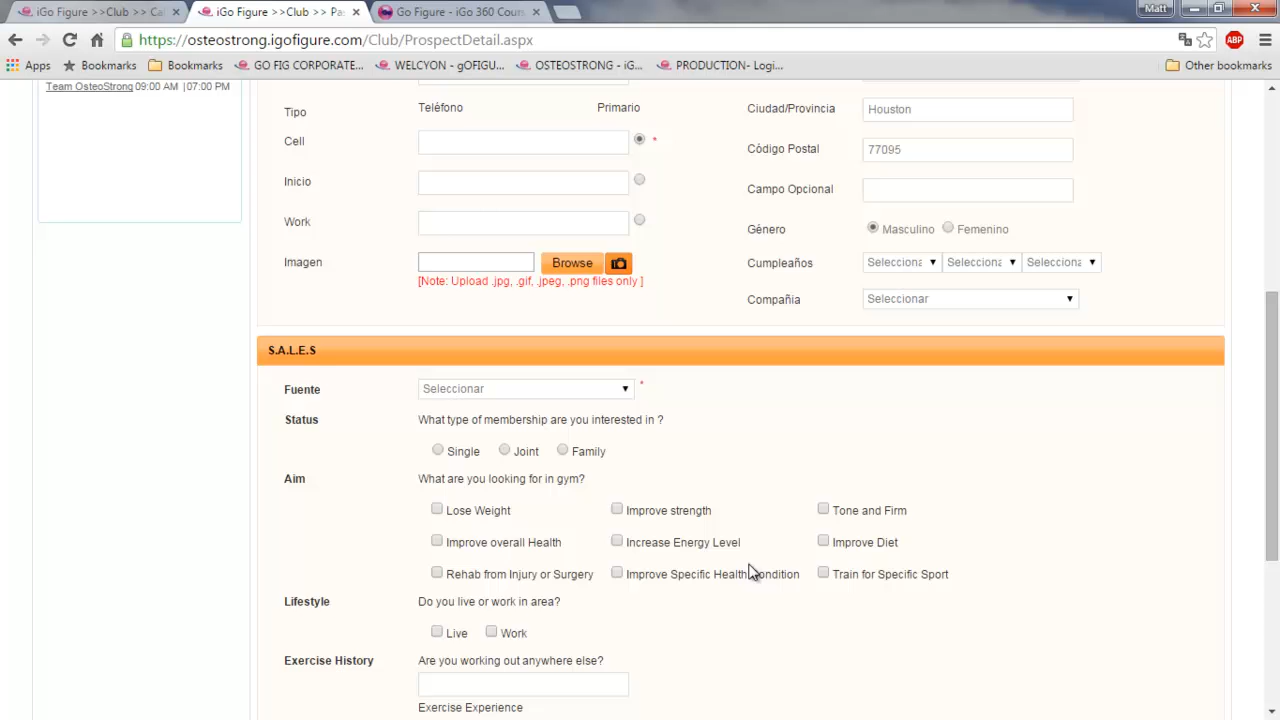 iGo Figure >>Club >> Ca
iGo Figure >>Club >> Pa
Go Figure - iGo 360 Cour
Matt
https://osteostrong.igofigure.com/Club/ProspectDetail.aspx
ABP
Apps
Bookmarks
Bookmarks
GO FIG CORPORATE...
WELCYON - gOFIGU...
OSTEOSTRONG - iG...
PRODUCTION- Logi...
Other bookmarks
Team OsteoStrong 09:00 AM |07:00 PM
Tipo Teléfono Primario
Cell *
Inicio
Work
Imagen Browse
[Note: Upload .jpg, .gif, .jpeg, .png files only ]
Ciudad/Provincia Houston
Código Postal 77095
Campo Opcional
Género Masculino Femenino
Cumpleaños Selecciona Selecciona Selecciona
Compañia Seleccionar
S.A.L.E.S
Fuente Seleccionar *
Status What type of membership are you interested in ?
Single Joint Family
Aim What are you looking for in gym?
Lose Weight Improve strength Tone and Firm
Improve overall Health Increase Energy Level Improve Diet
Rehab from Injury or Surgery Improve Specific Health Condition Train for Specific Sport
Lifestyle Do you live or work in area?
Live Work
Exercise History Are you working out anywhere else?
Exercise Experience